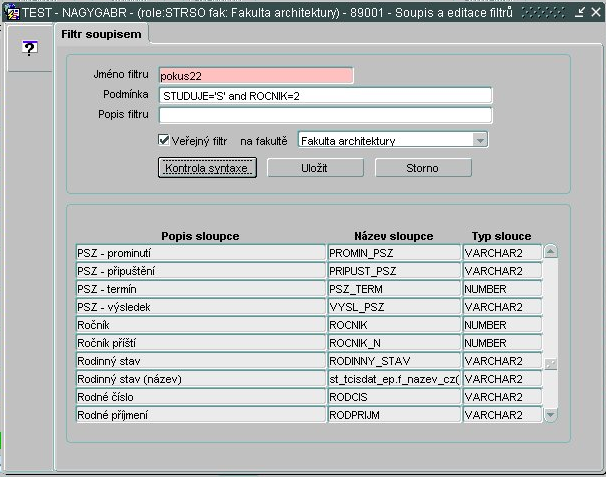 TEST - NAGYGABR - (role:STRSO fak: Fakulta architektury) - 89001 - Soupis a editace filtrů
?
Filtr soupisem
Jméno filtru pokus22
Podmínka STUDUJE='S' and ROCNIK=2
Popis filtru
Veřejný filtr na fakultě Fakulta architektury
Kontrola syntaxe Uložit Storno
Popis sloupce Název sloupce Typ slouce
PSZ - prominutí PROMIN_PSZ VARCHAR2
PSZ - připuštění PRIPUST_PSZ VARCHAR2
PSZ - termín PSZ_TERM NUMBER
PSZ - výsledek VYSL_PSZ VARCHAR2
Ročník ROCNIK NUMBER
Ročník příští ROCNIK_N NUMBER
Rodinný stav RODINNY_STAV VARCHAR2
Rodinný stav (název) st_tcisdat_ep.f_nazev_cz( VARCHAR2
Rodné číslo RODCIS VARCHAR2
Rodné příjmení RODPRIJM VARCHAR2